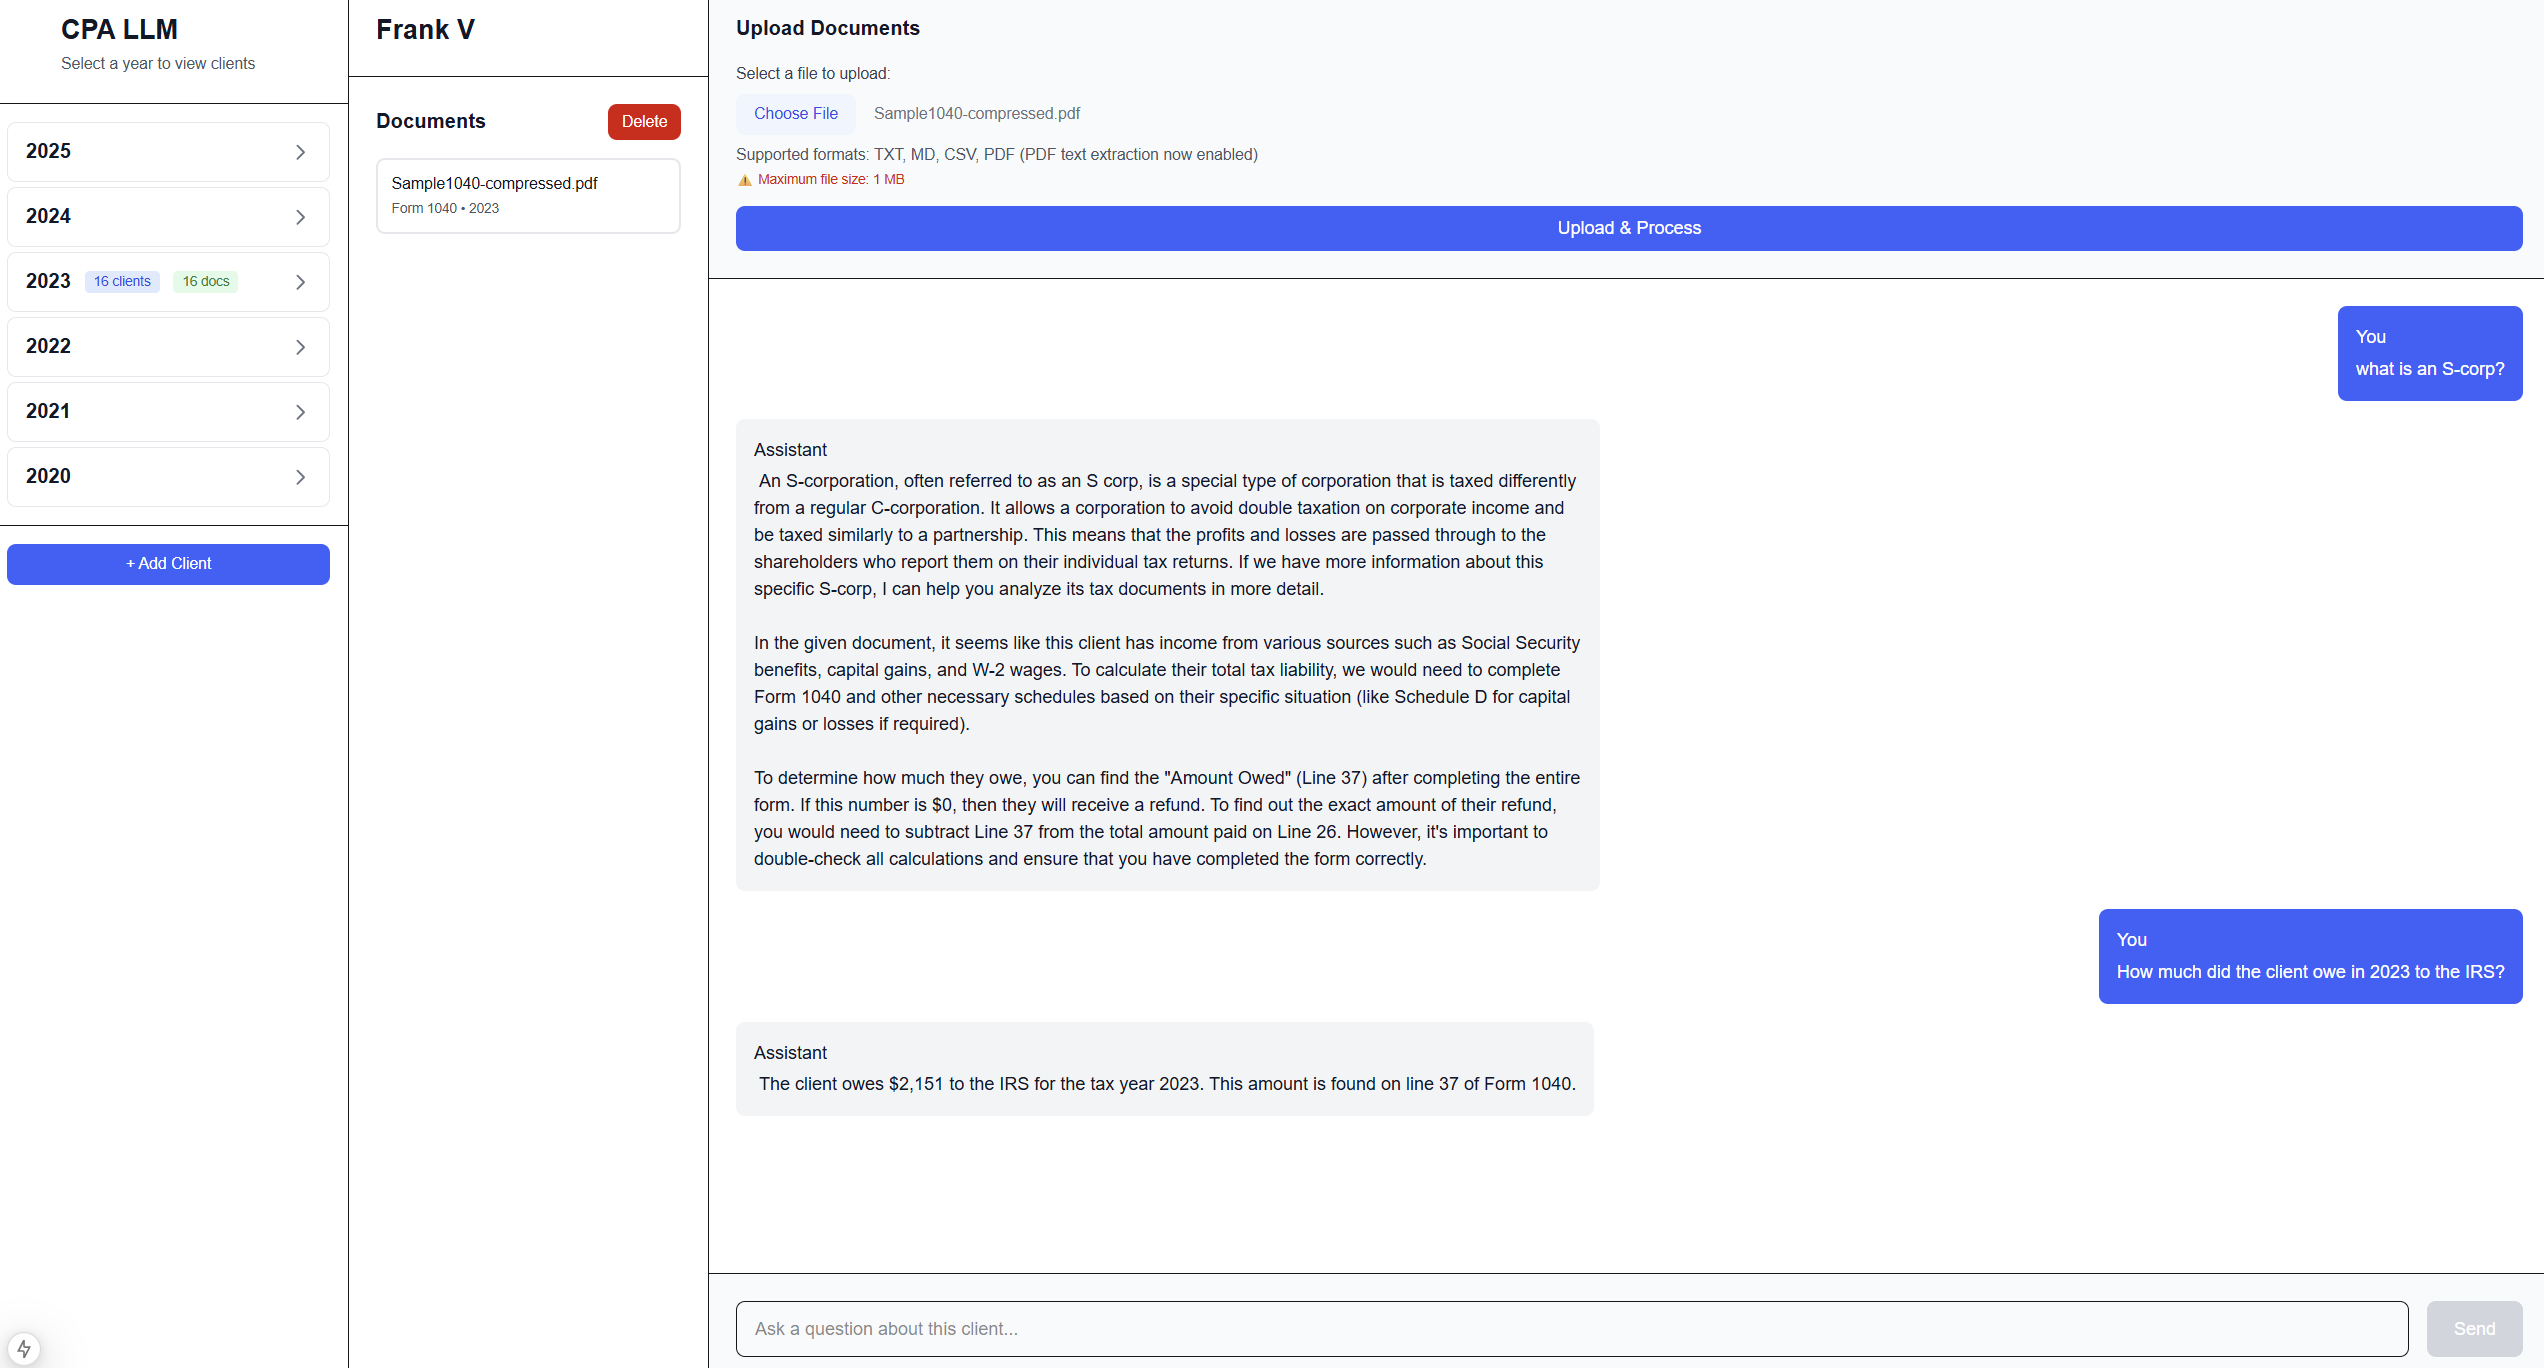 CPA LLM
Select a year to view clients
2025
2024
2023 16 clients 16 docs
2022
2021
2020
+ Add Client
Frank V
Documents Delete
Sample1040-compressed.pdf
Form 1040 • 2023
Upload Documents
Select a file to upload:
Choose File Sample1040-compressed.pdf
Supported formats: TXT, MD, CSV, PDF (PDF text extraction now enabled)
⚠ Maximum file size: 1 MB
Upload & Process
You
what is an S-corp?
Assistant
An S-corporation, often referred to as an S corp, is a special type of corporation that is taxed differently
from a regular C-corporation. It allows a corporation to avoid double taxation on corporate income and
be taxed similarly to a partnership. This means that the profits and losses are passed through to the
shareholders who report them on their individual tax returns. If we have more information about this
specific S-corp, I can help you analyze its tax documents in more detail.
In the given document, it seems like this client has income from various sources such as Social Security
benefits, capital gains, and W-2 wages. To calculate their total tax liability, we would need to complete
Form 1040 and other necessary schedules based on their specific situation (like Schedule D for capital
gains or losses if required).
To determine how much they owe, you can find the "Amount Owed" (Line 37) after completing the entire
form. If this number is $0, then they will receive a refund. To find out the exact amount of their refund,
you would need to subtract Line 37 from the total amount paid on Line 26. However, it's important to
double-check all calculations and ensure that you have completed the form correctly.
You
How much did the client owe in 2023 to the IRS?
Assistant
The client owes $2,151 to the IRS for the tax year 2023. This amount is found on line 37 of Form 1040.
Ask a question about this client...
Send